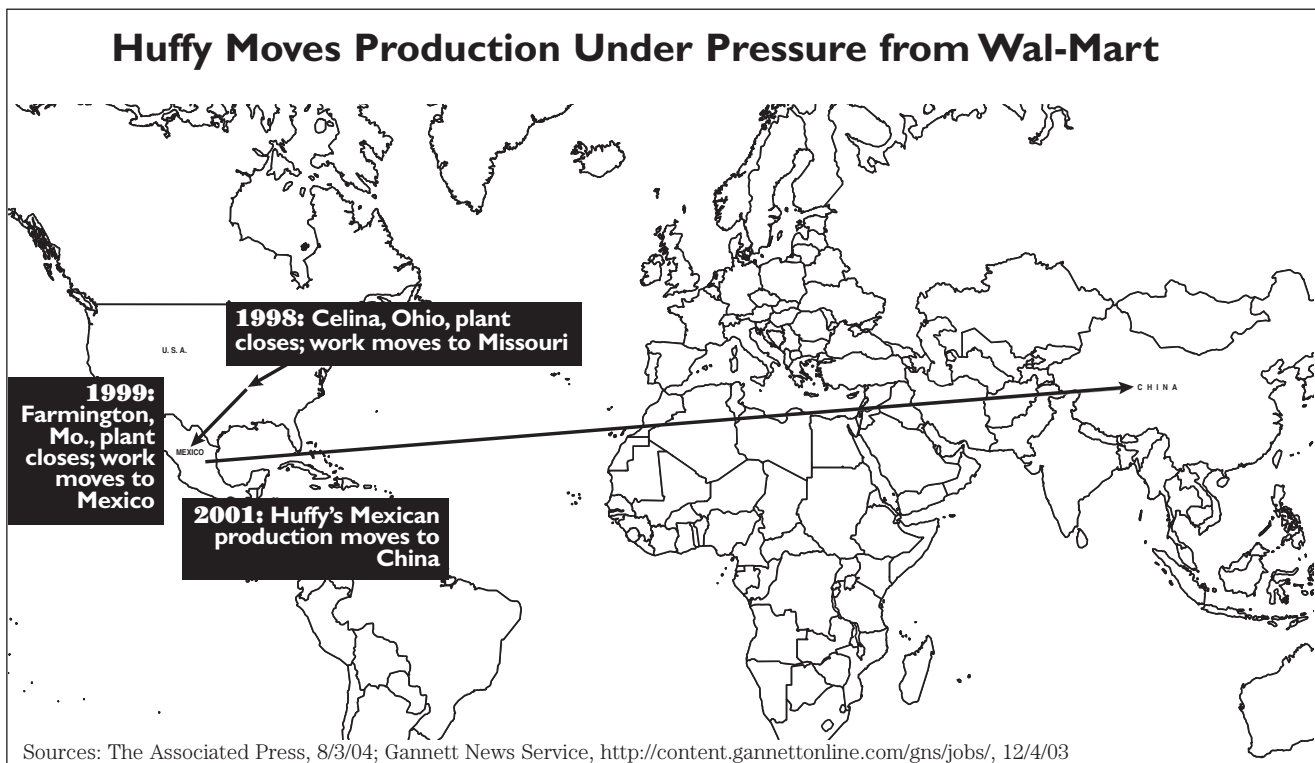 Huffy Moves Production Under Pressure from Wal-Mart
1998: Celina, Ohio, plant
closes; work moves to Missouri
U. S. A.
CHINA
1999:
Farmington,
Mo., plant
closes; work
moves to
Mexico
MEXICO
2001: Huffy's Mexican
production moves to
China
Sources: The Associated Press, 8/3/04; Gannett News Service, http://content.gannettonline.com/gns/jobs/, 12/4/03